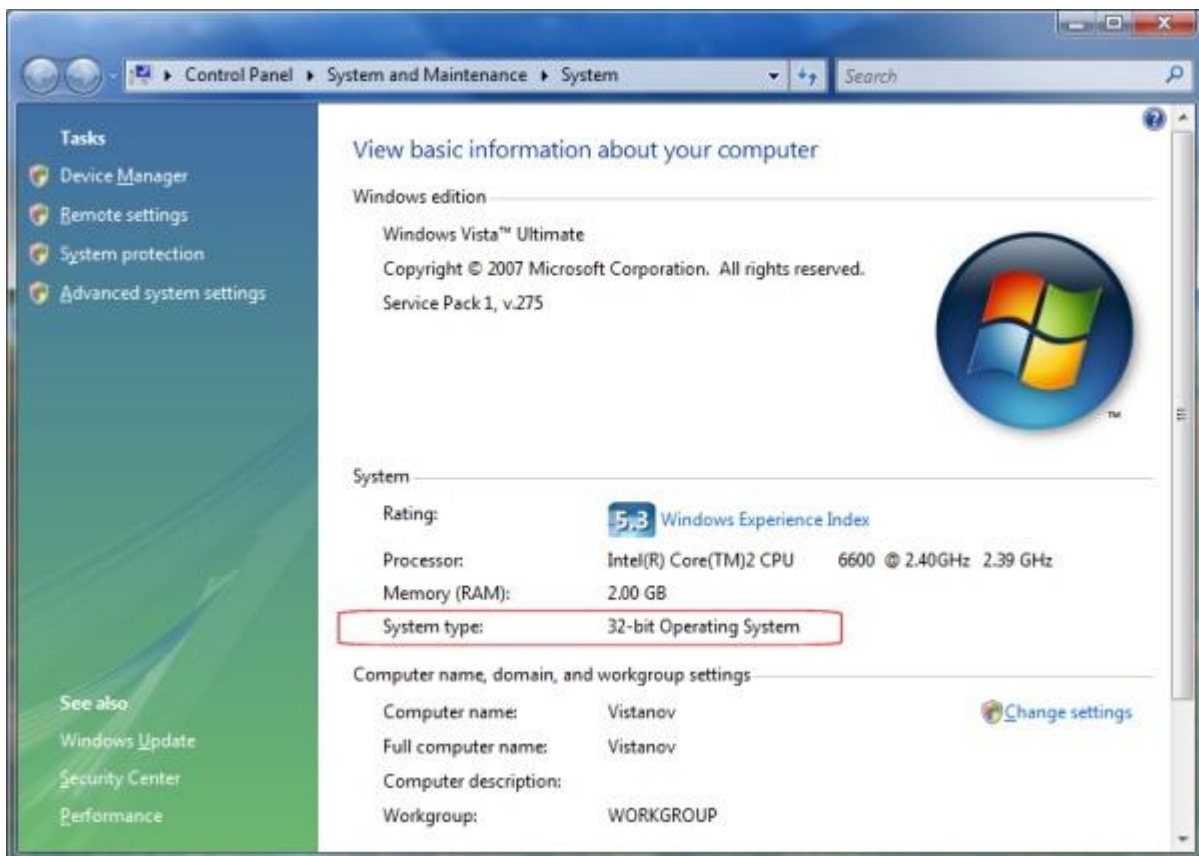 Control Panel ▸ System and Maintenance ▸ System
Search
Tasks
Device Manager
Remote settings
System protection
Advanced system settings
See also
Windows Update
Security Center
Performance
View basic information about your computer
Windows edition
Windows Vista™ Ultimate
Copyright © 2007 Microsoft Corporation. All rights reserved.
Service Pack 1, v.275
TM
System
Rating: 5,3 Windows Experience Index
Processor: Intel(R) Core(TM)2 CPU 6600 @ 2.40GHz 2.39 GHz
Memory (RAM): 2.00 GB
System type: 32-bit Operating System
Computer name, domain, and workgroup settings
Computer name: Vistanov Change settings
Full computer name: Vistanov
Computer description:
Workgroup: WORKGROUP